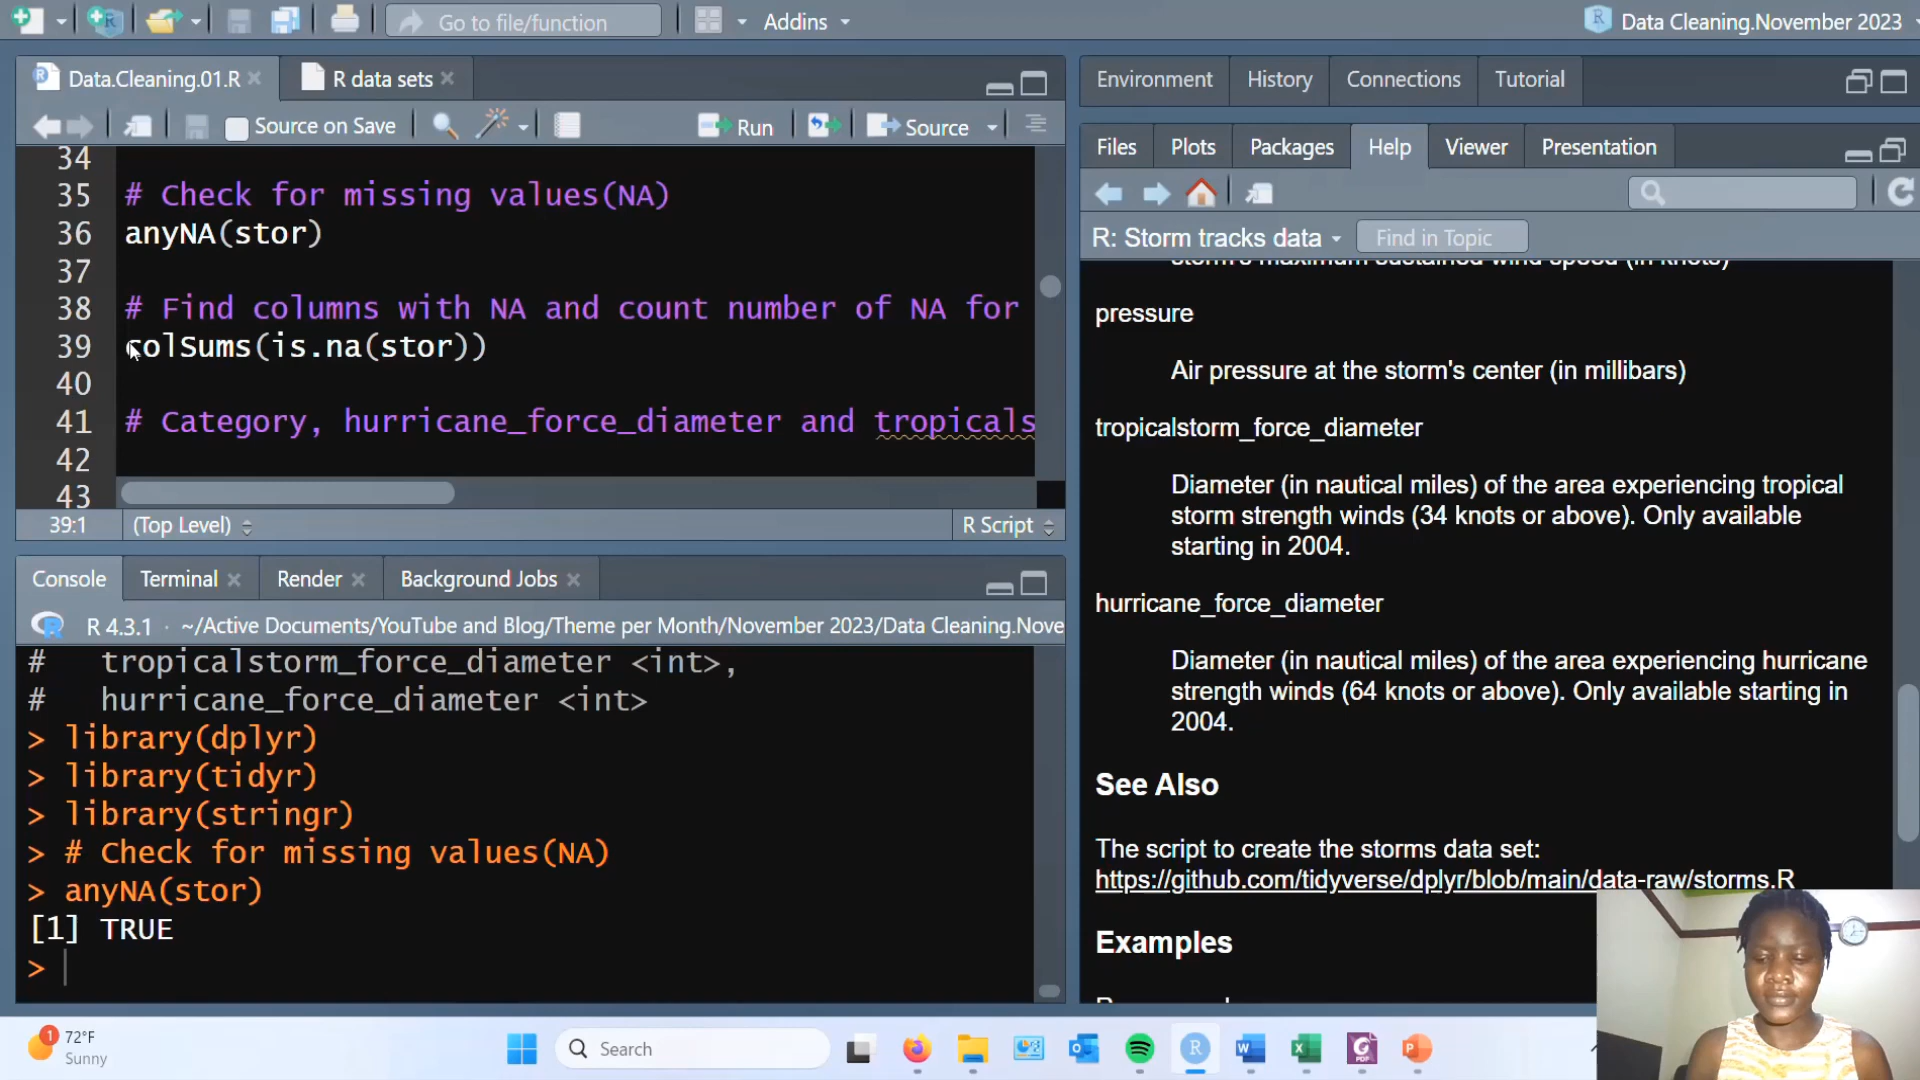 Go to file/function
Addins
Data Cleaning.November 2023
Data.Cleaning.01.R
R data sets
Source on Save
Run
Source
34
35 # Check for missing values(NA)
36 anyNA(stor)
37
38 # Find columns with NA and count number of NA for
39 colSums(is.na(stor))
40
41 # Category, hurricane_force_diameter and tropicals
42
43
39:1 (Top Level) R Script
Console Terminal Render Background Jobs
R 4.3.1 · ~/Active Documents/YouTube and Blog/Theme per Month/November 2023/Data Cleaning.Nove
# tropicalstorm_force_diameter <int>,
# hurricane_force_diameter <int>
> library(dplyr)
> library(tidyr)
> library(stringr)
> # Check for missing values(NA)
> anyNA(stor)
[1] TRUE
>
Environment History Connections Tutorial
Files Plots Packages Help Viewer Presentation
R: Storm tracks data Find in Topic
storm's maximum sustained wind speed (in knots)
pressure
Air pressure at the storm's center (in millibars)
tropicalstorm_force_diameter
Diameter (in nautical miles) of the area experiencing tropical
storm strength winds (34 knots or above). Only available
starting in 2004.
hurricane_force_diameter
Diameter (in nautical miles) of the area experiencing hurricane
strength winds (64 knots or above). Only available starting in
2004.
See Also
The script to create the storms data set:
https://github.com/tidyverse/dplyr/blob/main/data-raw/storms.R
Examples
1
72°F
Sunny
Search